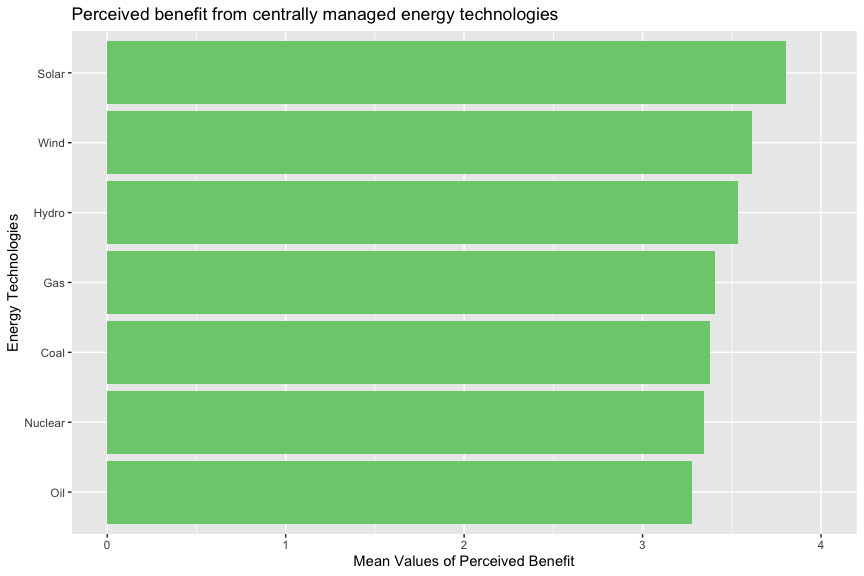 Perceived benefit from centrally managed energy technologies
Energy Technologies
Solar
Wind
Hydro
Gas
Coal
Nuclear
Oil
0 1 2 3 4
Mean Values of Perceived Benefit